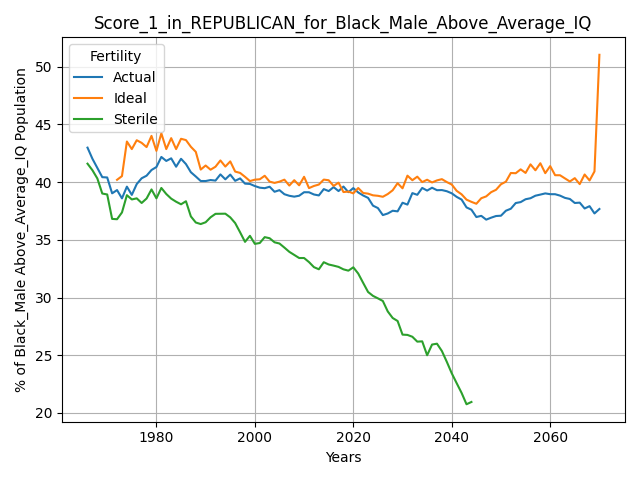 Score_1_in_REPUBLICAN_for_Black_Male_Above_Average_IQ
Fertility
Actual
Ideal
Sterile
% of Black_Male Above_Average_IQ Population
50
45
40
35
30
25
20
1980
2000
2020
2040
2060
Years